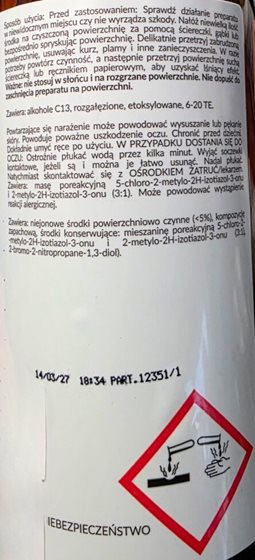 Sposób użycia: Przed zastosowaniem: Sprawdź działanie preparatu
w niewidocznym miejscu czy nie wyrządza szkody. Nałóż niewielką ilość
środka na czyszczoną powierzchnię za pomocą ściereczki, gąbki lub
bezpośrednio spryskując powierzchnię. Delikatnie przetrzyj zabrudzoną
powierzchnię, usuwając kurz, plamy i inne zanieczyszczenia. W razie
potrzeby powtórz czynność, a następnie przetrzyj powierzchnię suchą
ściereczką lub ręcznikiem papierowym, aby uzyskać lśniący efekt.
Ważne: nie stosuj w słońcu i na rozgrzane powierzchnie. Nie dopuść do
zaschnięcia preparatu na powierzchni.
Zawiera: alkohole C13, rozgałęzione, etoksylowane, 6-20 TE.
Powtarzające się narażenie może powodować wysuszanie lub pękanie
skóry. Powoduje poważne uszkodzenie oczu. Chronić przed dziećmi.
Dokładnie umyć ręce po użyciu. W PRZYPADKU DOSTANIA SIĘ DO
OCZU: Ostrożnie płukać wodą przez kilka minut. Wyjąć soczewki
kontaktowe, jeżeli są i można je łatwo usunąć. Nadal płukać.
Natychmiast skontaktować się z OŚRODKIEM ZATRUĆ/lekarzem.
Zawiera: masę poreakcyjną 5-chloro-2-metylo-2H-izotiazol-3-onu
i 2-metylo-2H-izotiazol-3-onu (3:1). Może powodować wystąpienie
reakcji alergicznej.
Zawiera: niejonowe środki powierzchniowo czynne (<5%), kompozycje
zapachową, środki konserwujące: mieszaninę poreakcyjną 5-chloro-2
-metylo-2H-izotiazol-3-onu i 2-metylo-2H-izotiazol-3-onu (3:1),
2-bromo-2-nitropropane-1,3-diol).
14/03/27 18:34 PART.12351/1
IEBEZPIECZEŃSTWO